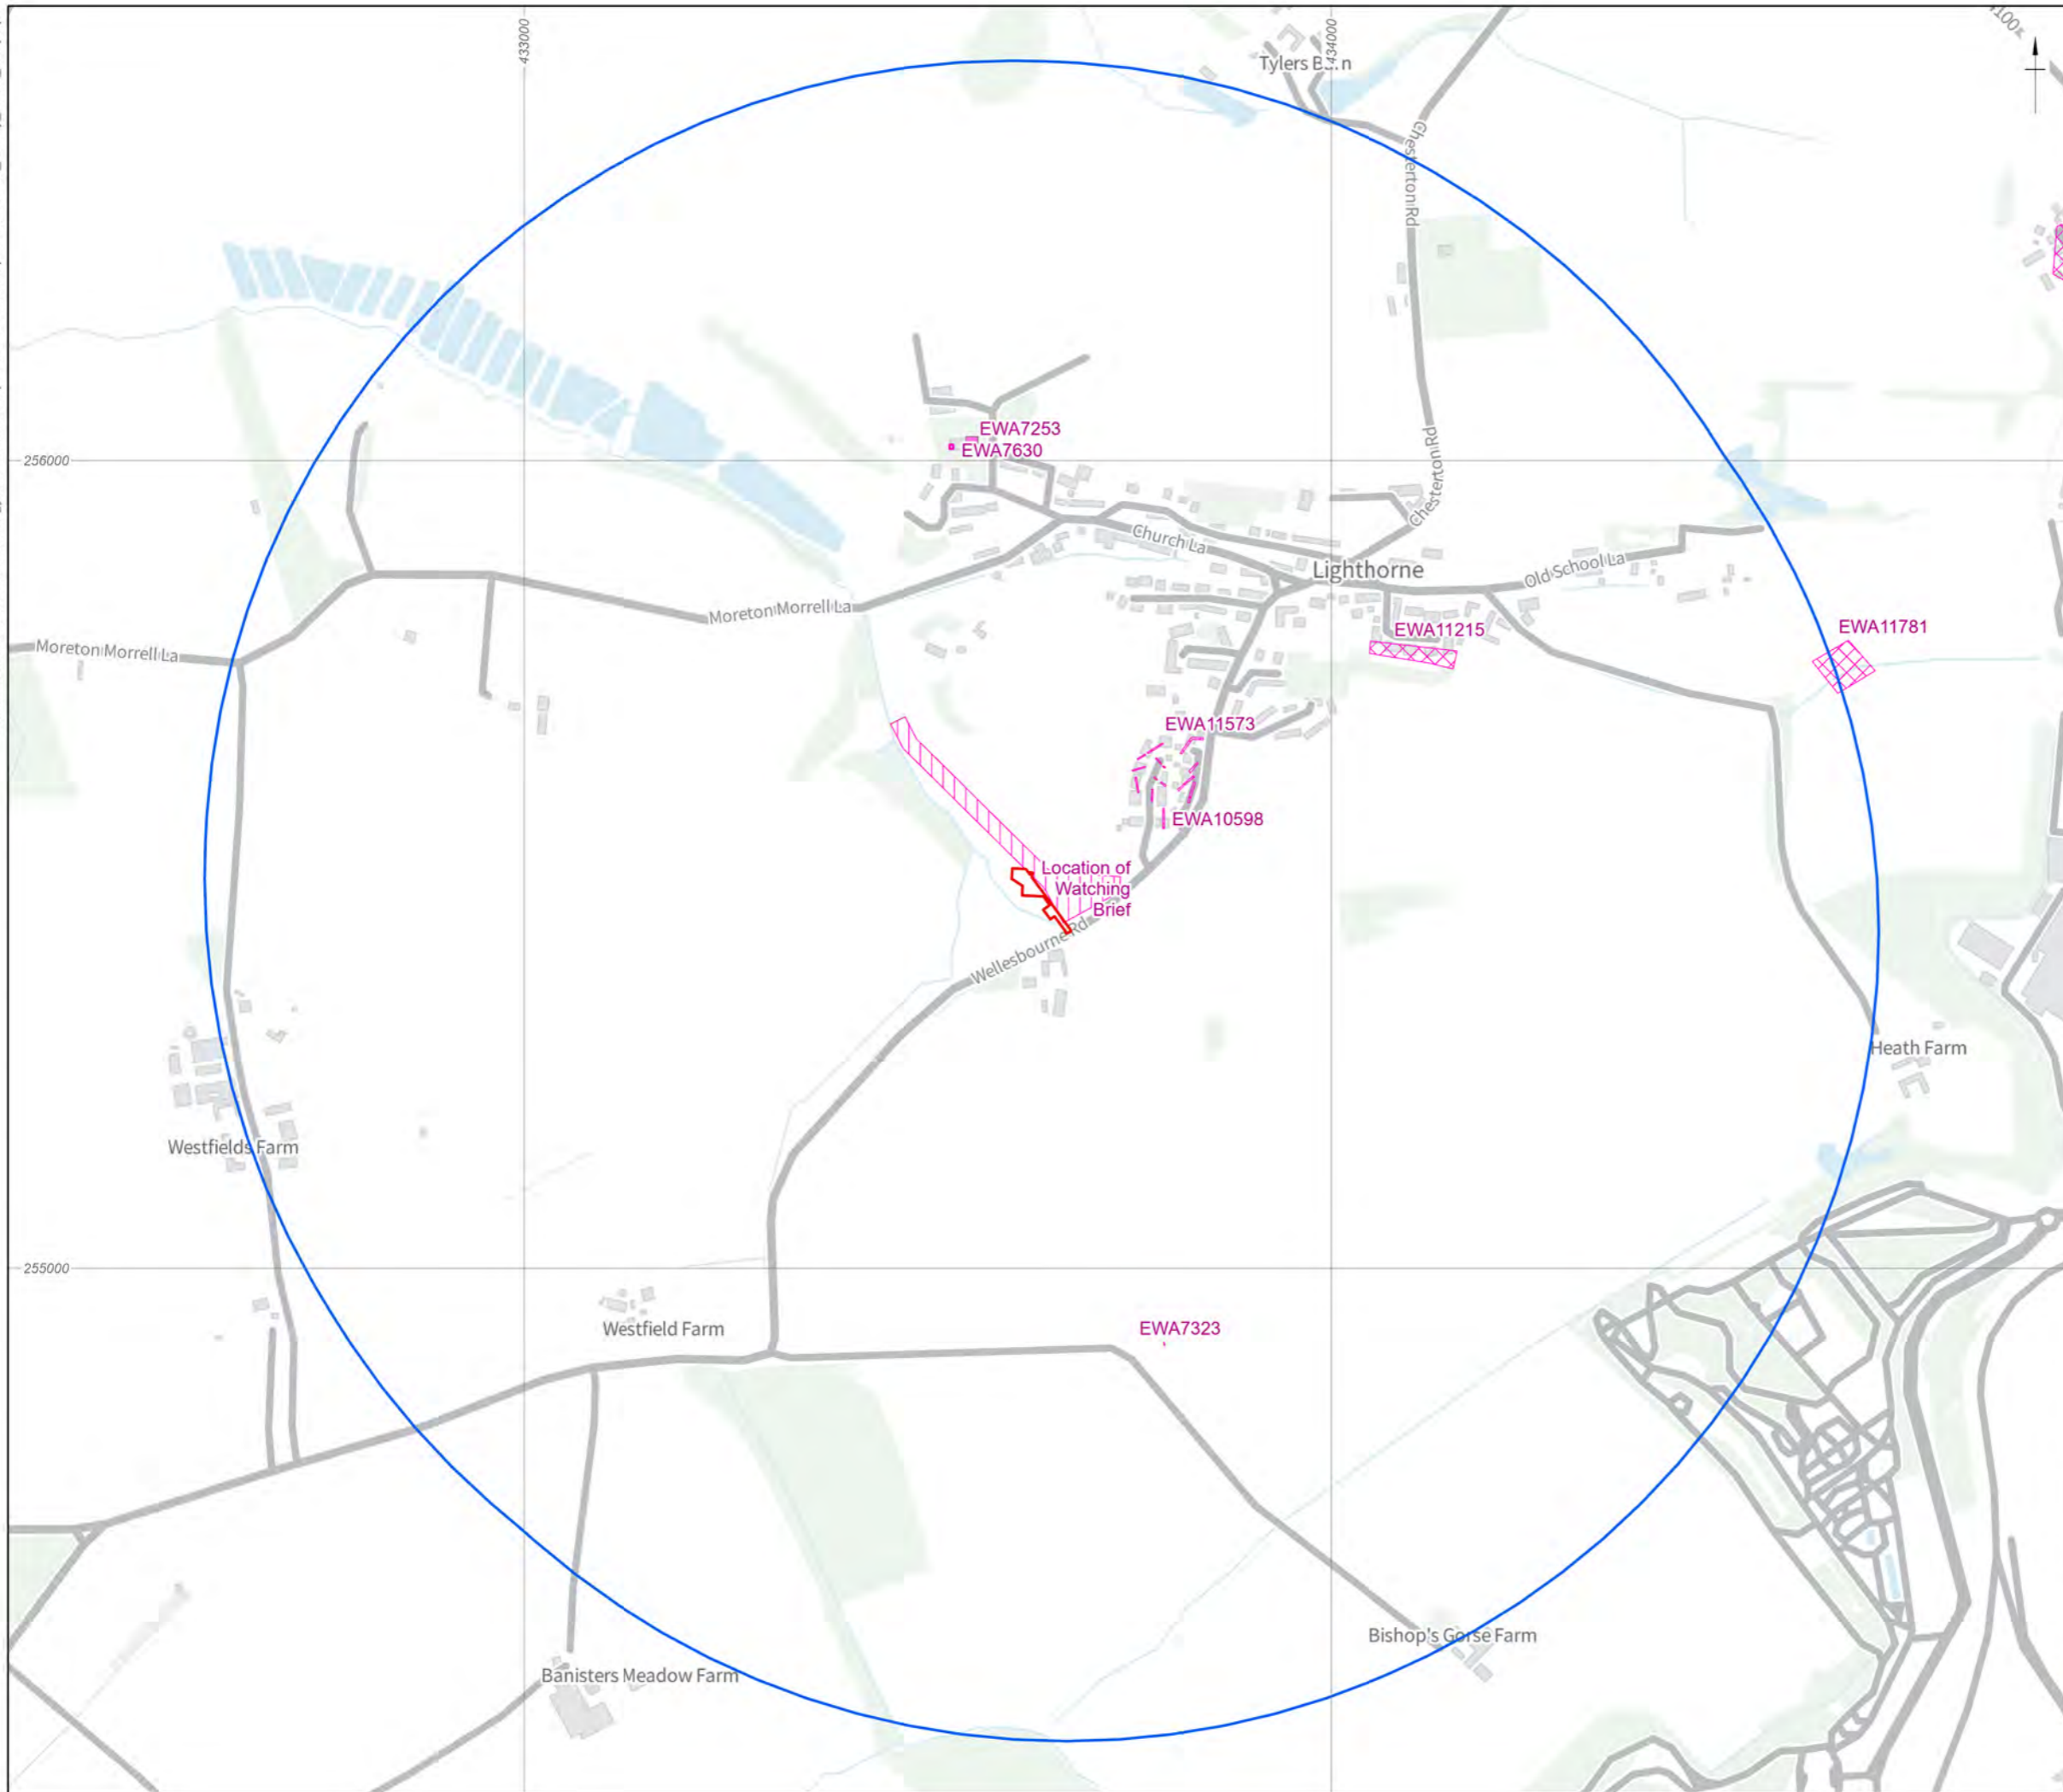 433000
434000
Tylers B
Chesterton Rd
EWA7253
EWA7630
256000
Chesterton Rd
Church La
Lighthorne
Old School La
Moreton Morrell La
EWA11215
EWA11781
Moreton Morrell La
EWA11573
EWA10598
Location of
Watching
Brief
Wellesbourne Rd
Heath Farm
Westfields Farm
255000
Westfield Farm
EWA7323
Bishop's Gorse Farm
Banisters Meadow Farm